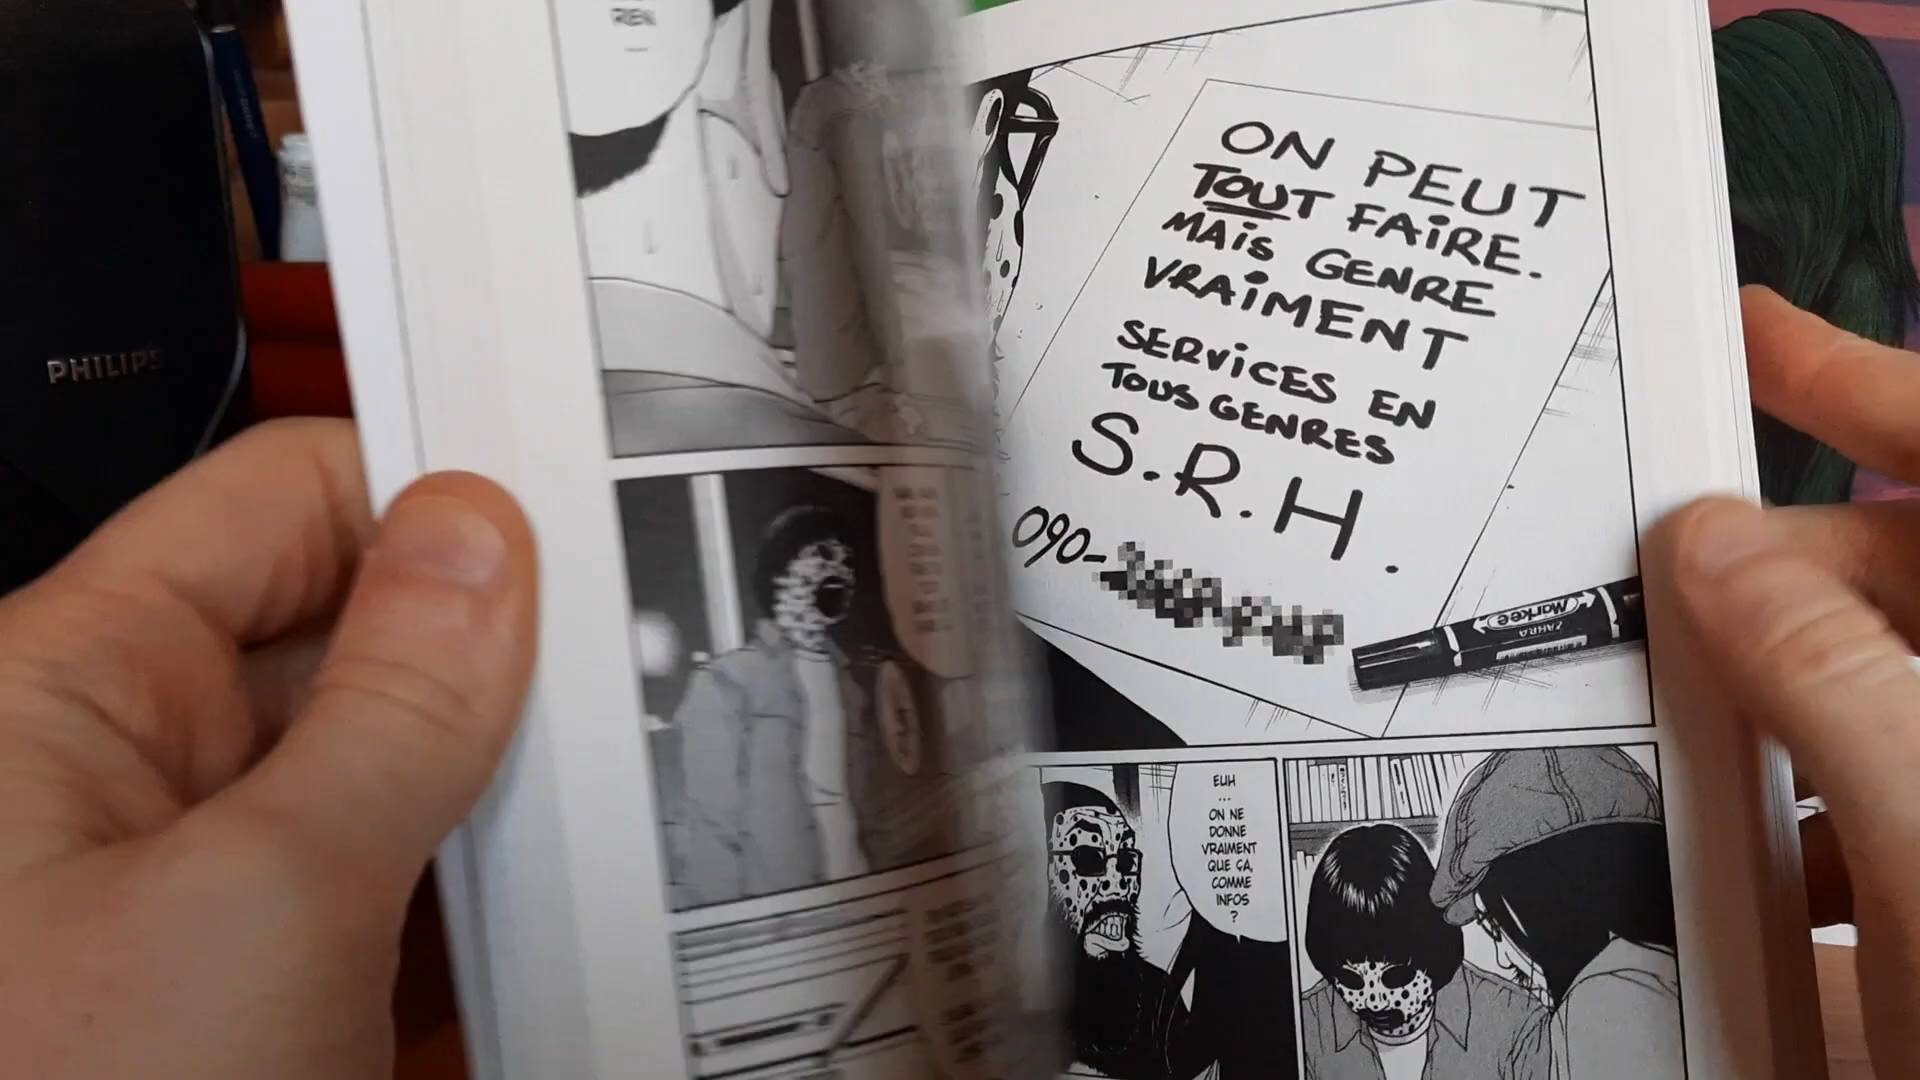 PHILIPS
RIEN.
ON PEUT
TOUT FAiRE.
MAiS GENRE
VRAiMENT
SERViCES EN
TOUS GENRES
S.R.H.
090-
Markee
ZAHRA
EUH
...
ON NE
DONNE
VRAIMENT
QUE ÇA,
COMME
INFOS
?